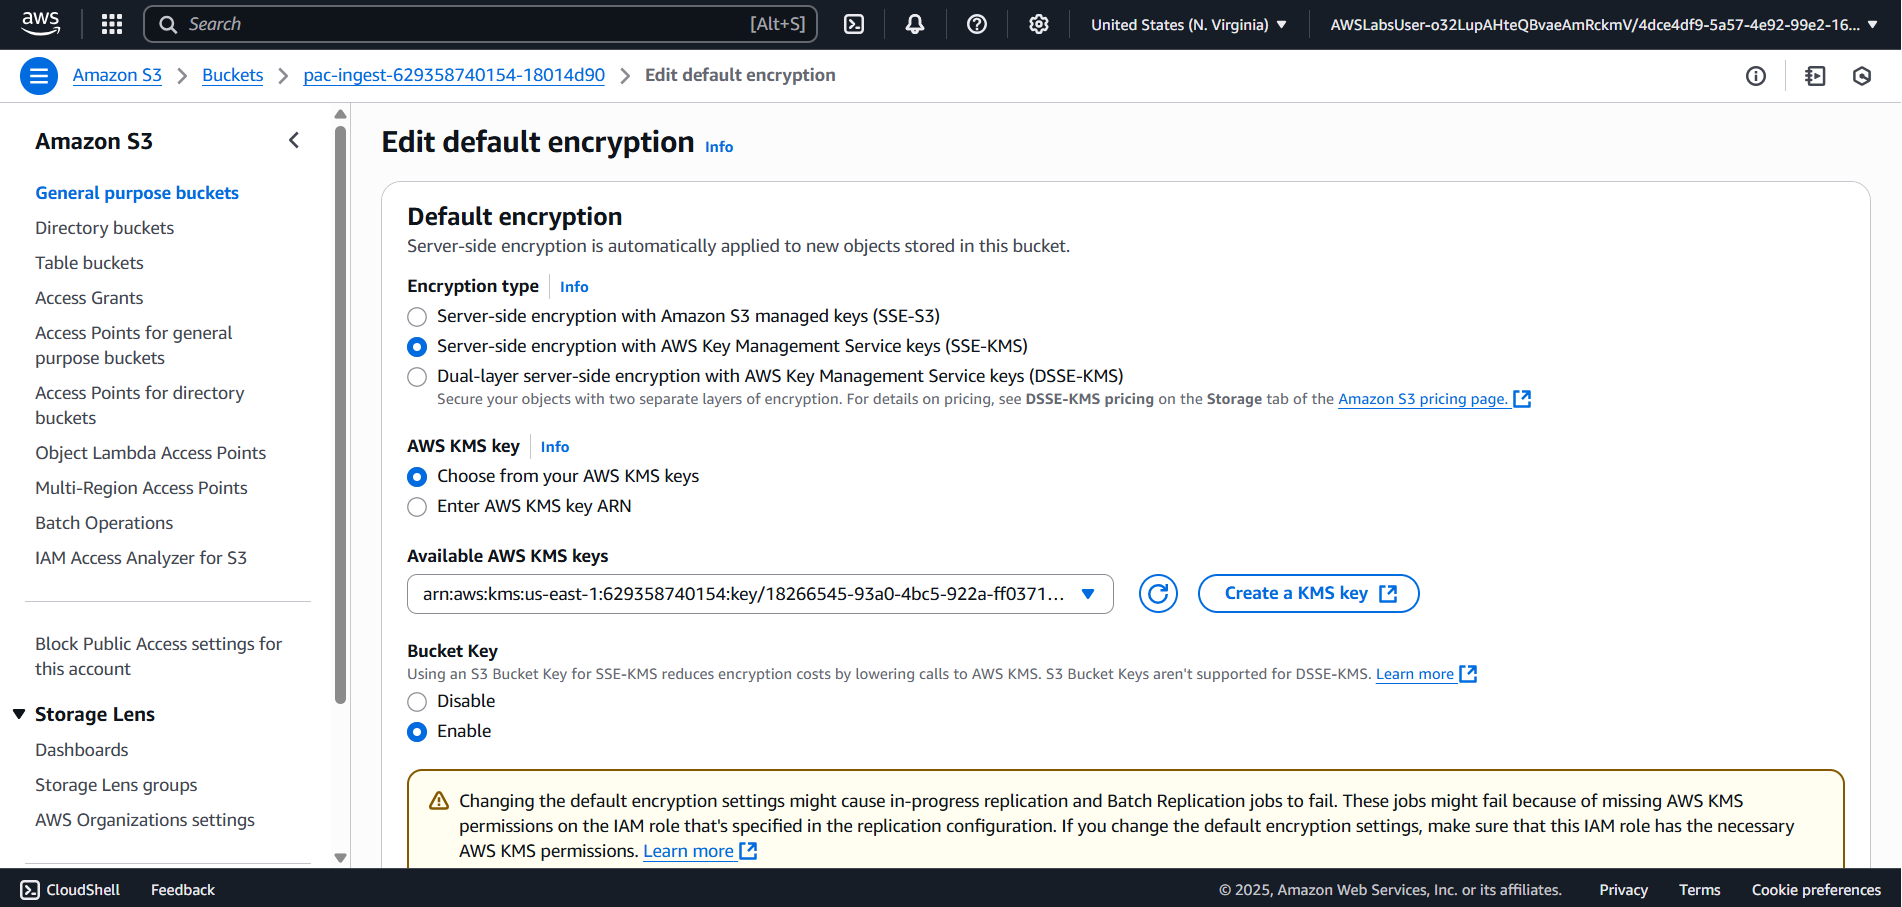 aws
Search
[Alt+S]
United States (N. Virginia)
AWSLabsUser-o32LupAHteQBvaeAmRckmV/4dce4df9-5a57-4e92-99e2-16...
Amazon S3
Buckets
pac-ingest-629358740154-18014d90
Edit default encryption
Amazon S3
General purpose buckets
Directory buckets
Table buckets
Access Grants
Access Points for general
purpose buckets
Access Points for directory
buckets
Object Lambda Access Points
Multi-Region Access Points
Batch Operations
IAM Access Analyzer for S3
Block Public Access settings for
this account
Storage Lens
Dashboards
Storage Lens groups
AWS Organizations settings
Edit default encryption Info
Default encryption
Server-side encryption is automatically applied to new objects stored in this bucket.
Encryption type Info
Server-side encryption with Amazon S3 managed keys (SSE-S3)
Server-side encryption with AWS Key Management Service keys (SSE-KMS)
Dual-layer server-side encryption with AWS Key Management Service keys (DSSE-KMS)
Secure your objects with two separate layers of encryption. For details on pricing, see DSSE-KMS pricing on the Storage tab of the Amazon S3 pricing page.
AWS KMS key Info
Choose from your AWS KMS keys
Enter AWS KMS key ARN
Available AWS KMS keys
arn:aws:kms:us-east-1:629358740154:key/18266545-93a0-4bc5-922a-ff0371...
Create a KMS key
Bucket Key
Using an S3 Bucket Key for SSE-KMS reduces encryption costs by lowering calls to AWS KMS. S3 Bucket Keys aren't supported for DSSE-KMS. Learn more
Disable
Enable
Changing the default encryption settings might cause in-progress replication and Batch Replication jobs to fail. These jobs might fail because of missing AWS KMS
permissions on the IAM role that's specified in the replication configuration. If you change the default encryption settings, make sure that this IAM role has the necessary
AWS KMS permissions. Learn more
CloudShell
Feedback
© 2025, Amazon Web Services, Inc. or its affiliates.
Privacy
Terms
Cookie preferences